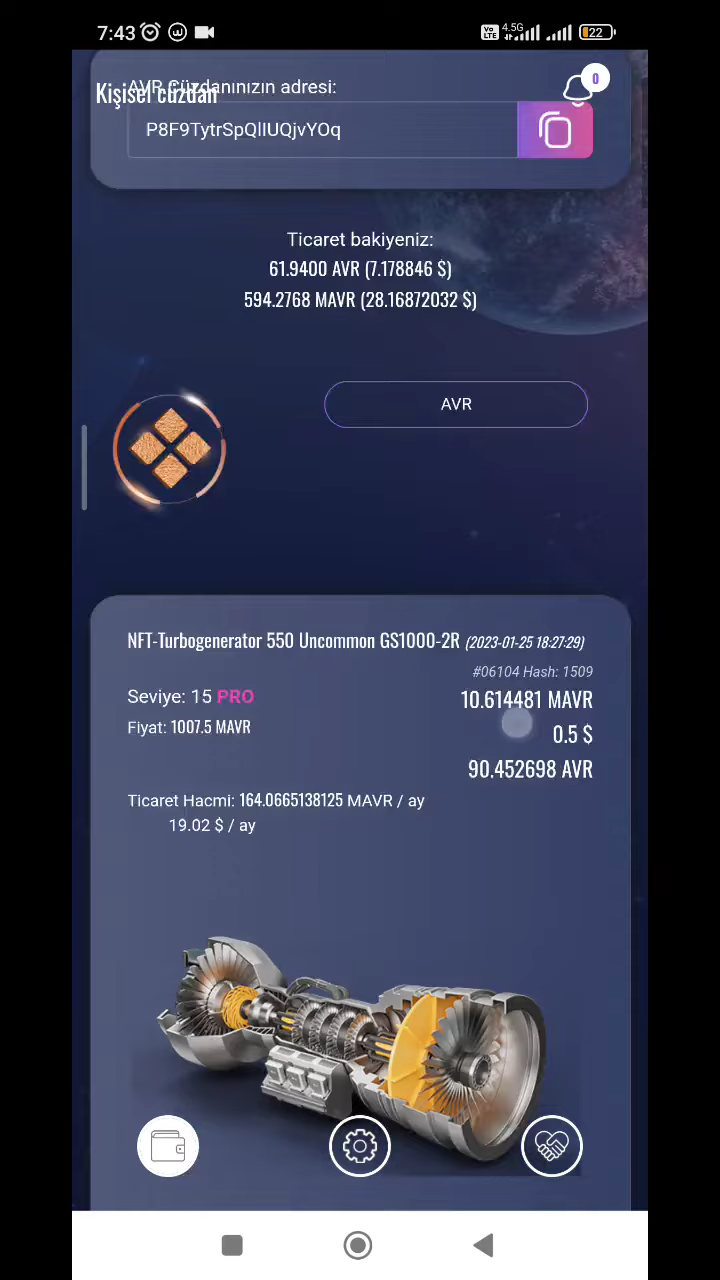 7:43
Vo LTE 4.5G 22
AVR Cüzdanınızın adresi:
Kişisel cüzdan
0
P8F9TytrSpQlIUQjvYOq
Ticaret bakiyeniz:
61.9400 AVR (7.178846 $)
594.2768 MAVR (28.16872032 $)
AVR
NFT-Turbogenerator 550 Uncommon GS1000-2R (2023-01-25 18:27:29)
#06104 Hash: 1509
Seviye: 15 PRO
10.614481 MAVR
Fiyat: 1007.5 MAVR
0.5 $
90.452698 AVR
Ticaret Hacmi: 164.0665138125 MAVR / ay
19.02 $ / ay